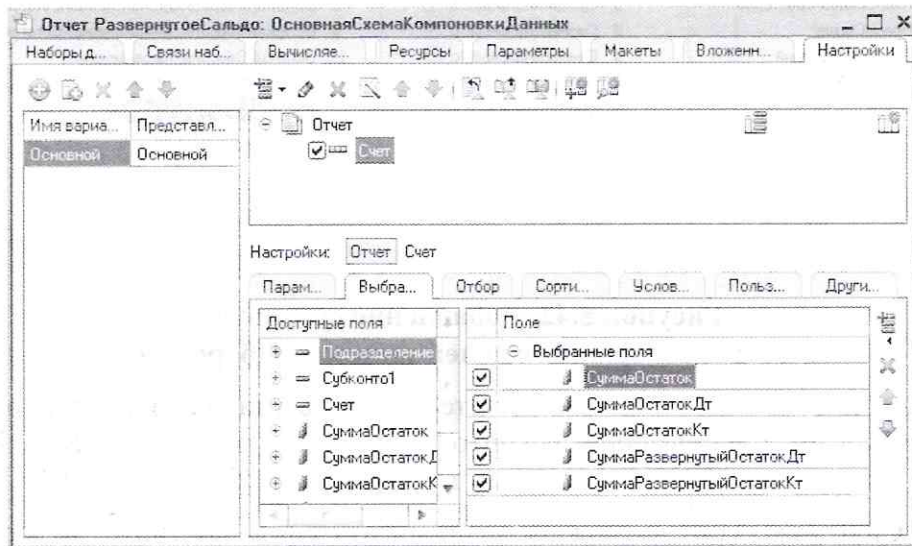 Отчет РазвернутоеСальдо: ОсновнаяСхемаКомпоновкиДанных
Наборы д... Связи наб... Вычисляе... Ресурсы Параметры Макеты Вложенн... Настройки
Имя вариа... Представл...
Основной Основной
Отчет
Счет
Настройки: Отчет Счет
Парам... Выбра... Отбор Сорти... Услов... Польз... Други...
Доступные поля Поле
Подразделение Выбранные поля
Субконто1 СуммаОстаток
Счет СуммаОстатокДт
СуммаОстаток СуммаОстатокКт
СуммаОстатокД СуммаРазвернутыйОстатокДт
СуммаОстатокК СуммаРазвернутыйОстатокКт